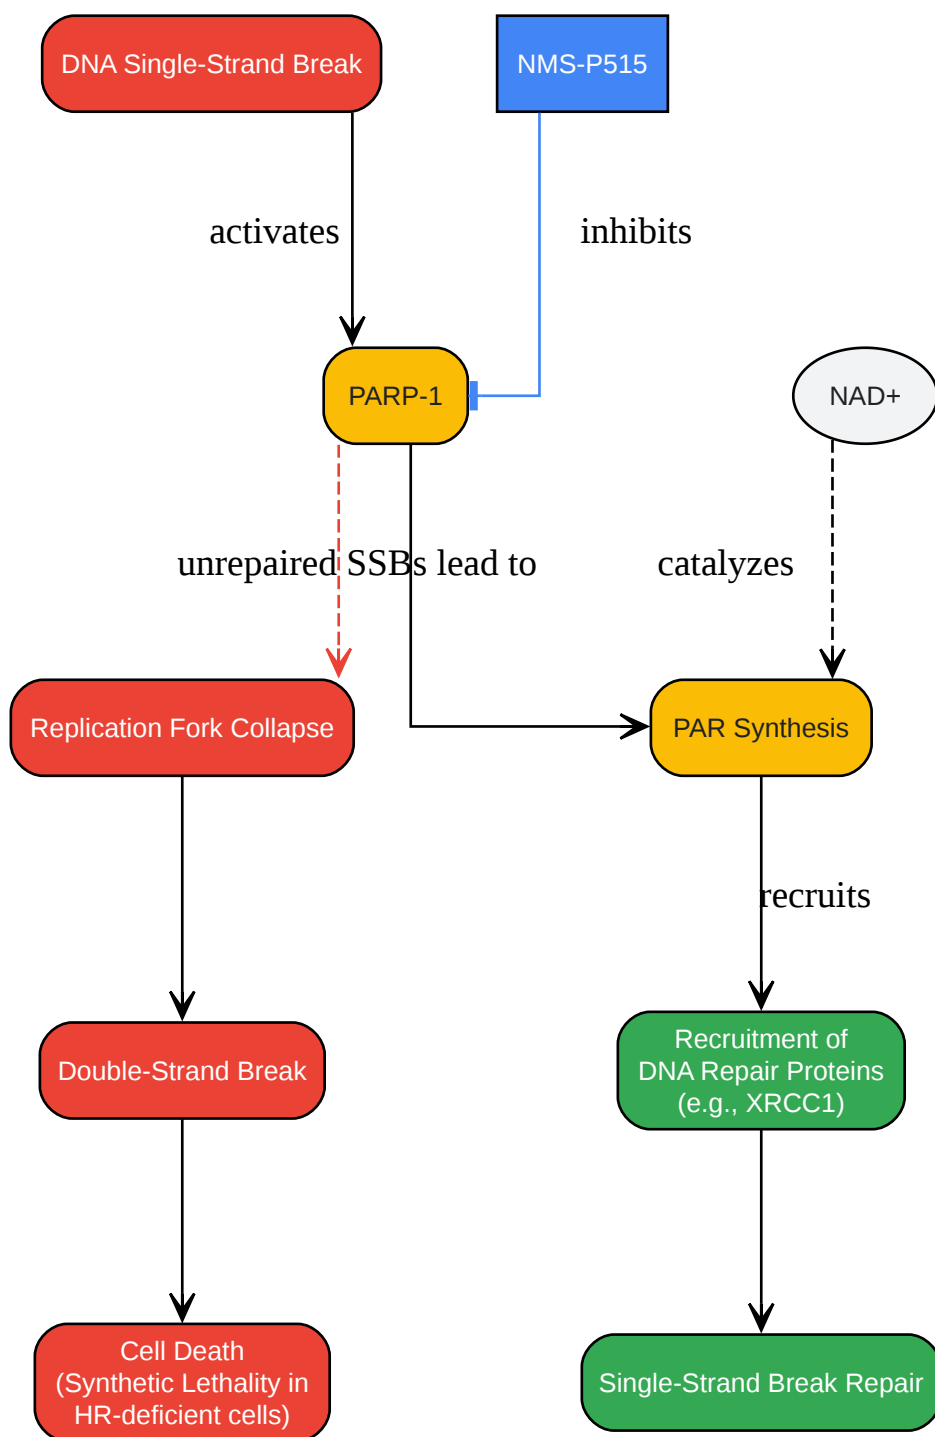 DNA Single-Strand Break
NMS-P515
activates
inhibits
PARP-1
NAD+
unrepaired SSBs lead to
catalyzes
Replication Fork Collapse
PAR Synthesis
recruits
Double-Strand Break
Recruitment of
DNA Repair Proteins
(e.g., XRCC1)
Cell Death
(Synthetic Lethality in
HR-deficient cells)
Single-Strand Break Repair